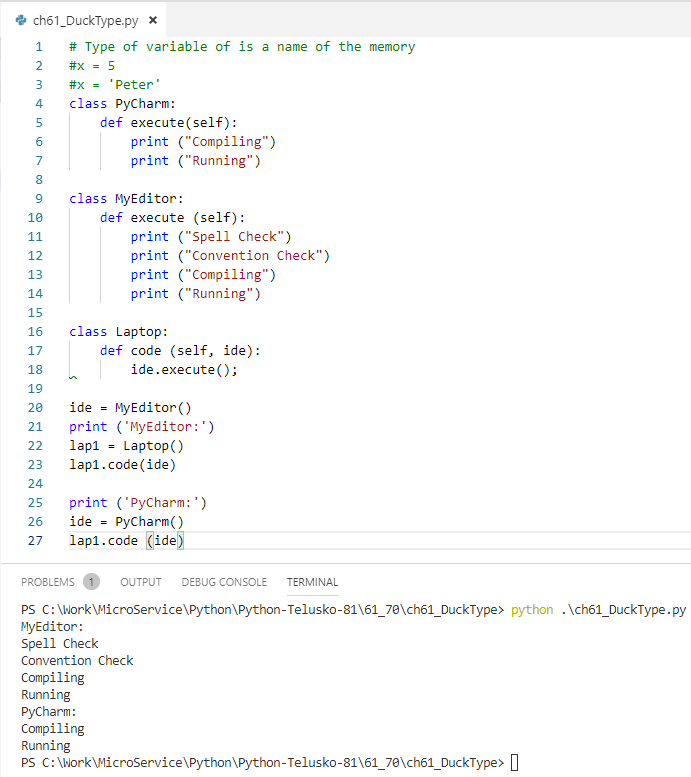 ch61_DuckType.py ×
1 # Type of variable of is a name of the memory
2 #x = 5
3 #x = 'Peter'
4 class PyCharm:
5     def execute(self):
6         print ("Compiling")
7         print ("Running")
8
9 class MyEditor:
10     def execute (self):
11         print ("Spell Check")
12         print ("Convention Check")
13         print ("Compiling")
14         print ("Running")
15
16 class Laptop:
17     def code (self, ide):
18         ide.execute();
19
20 ide = MyEditor()
21 print ('MyEditor:')
22 lap1 = Laptop()
23 lap1.code(ide)
24
25 print ('PyCharm:')
26 ide = PyCharm()
27 lap1.code (ide)
PROBLEMS 1 OUTPUT DEBUG CONSOLE TERMINAL
PS C:\Work\MicroService\Python\Python-Telusko-81\61_70\ch61_DuckType> python .\ch61_DuckType.py
MyEditor:
Spell Check
Convention Check
Compiling
Running
PyCharm:
Compiling
Running
PS C:\Work\MicroService\Python\Python-Telusko-81\61_70\ch61_DuckType>